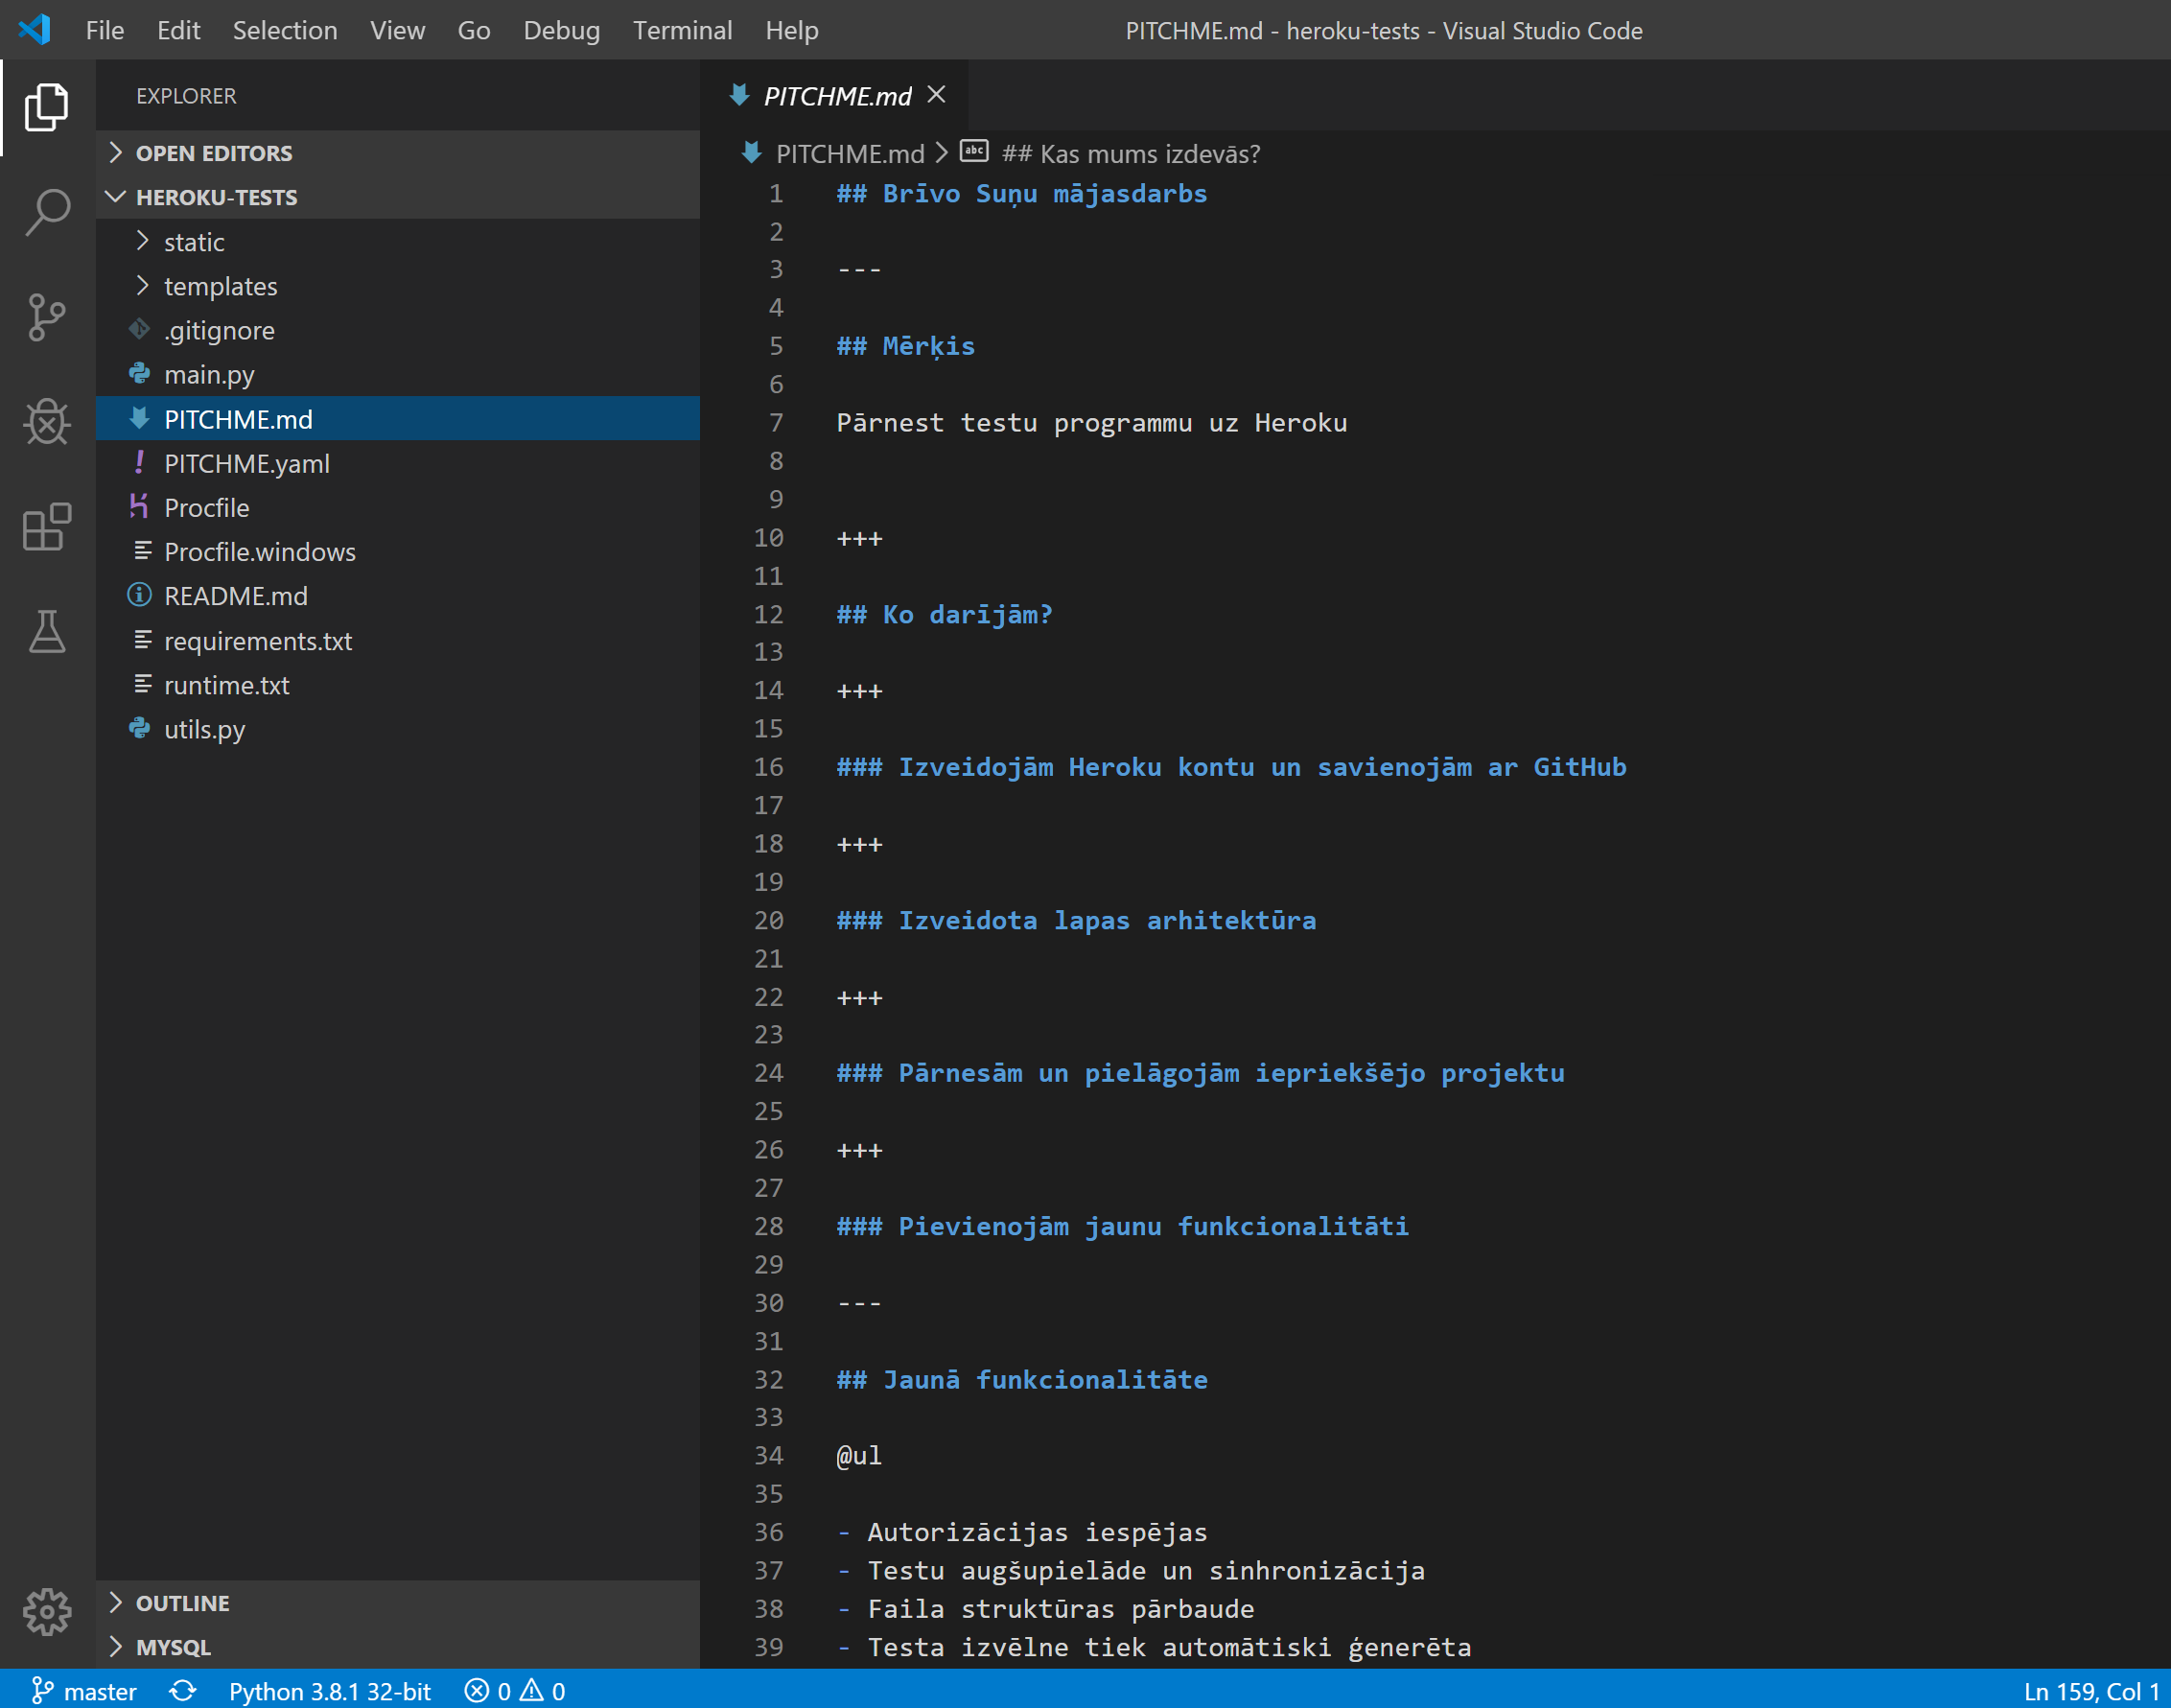 File Edit Selection View Go Debug Terminal Help PITCHME.md - heroku-tests - Visual Studio Code
EXPLORER
OPEN EDITORS
HEROKU-TESTS
static
templates
.gitignore
main.py
PITCHME.md
PITCHME.yaml
Procfile
Procfile.windows
README.md
requirements.txt
runtime.txt
utils.py
OUTLINE
MYSQL
PITCHME.md
PITCHME.md > abc ## Kas mums izdevās?
1 ## Brīvo Suņu mājasdarbs
2
3 ---
4
5 ## Mērķis
6
7 Pārnest testu programmu uz Heroku
8
9
10 +++
11
12 ## Ko darījām?
13
14 +++
15
16 ### Izveidojām Heroku kontu un savienojām ar GitHub
17
18 +++
19
20 ### Izveidota lapas arhitektūra
21
22 +++
23
24 ### Pārnesām un pielāgojām iepriekšējo projektu
25
26 +++
27
28 ### Pievienojām jaunu funkcionalitāti
29
30 ---
31
32 ## Jaunā funkcionalitāte
33
34 @ul
35
36 - Autorizācijas iespējas
37 - Testu augšupielāde un sinhronizācija
38 - Faila struktūras pārbaude
39 - Testa izvēlne tiek automātiski ģenerēta
master Python 3.8.1 32-bit 0 0 Ln 159, Col 1